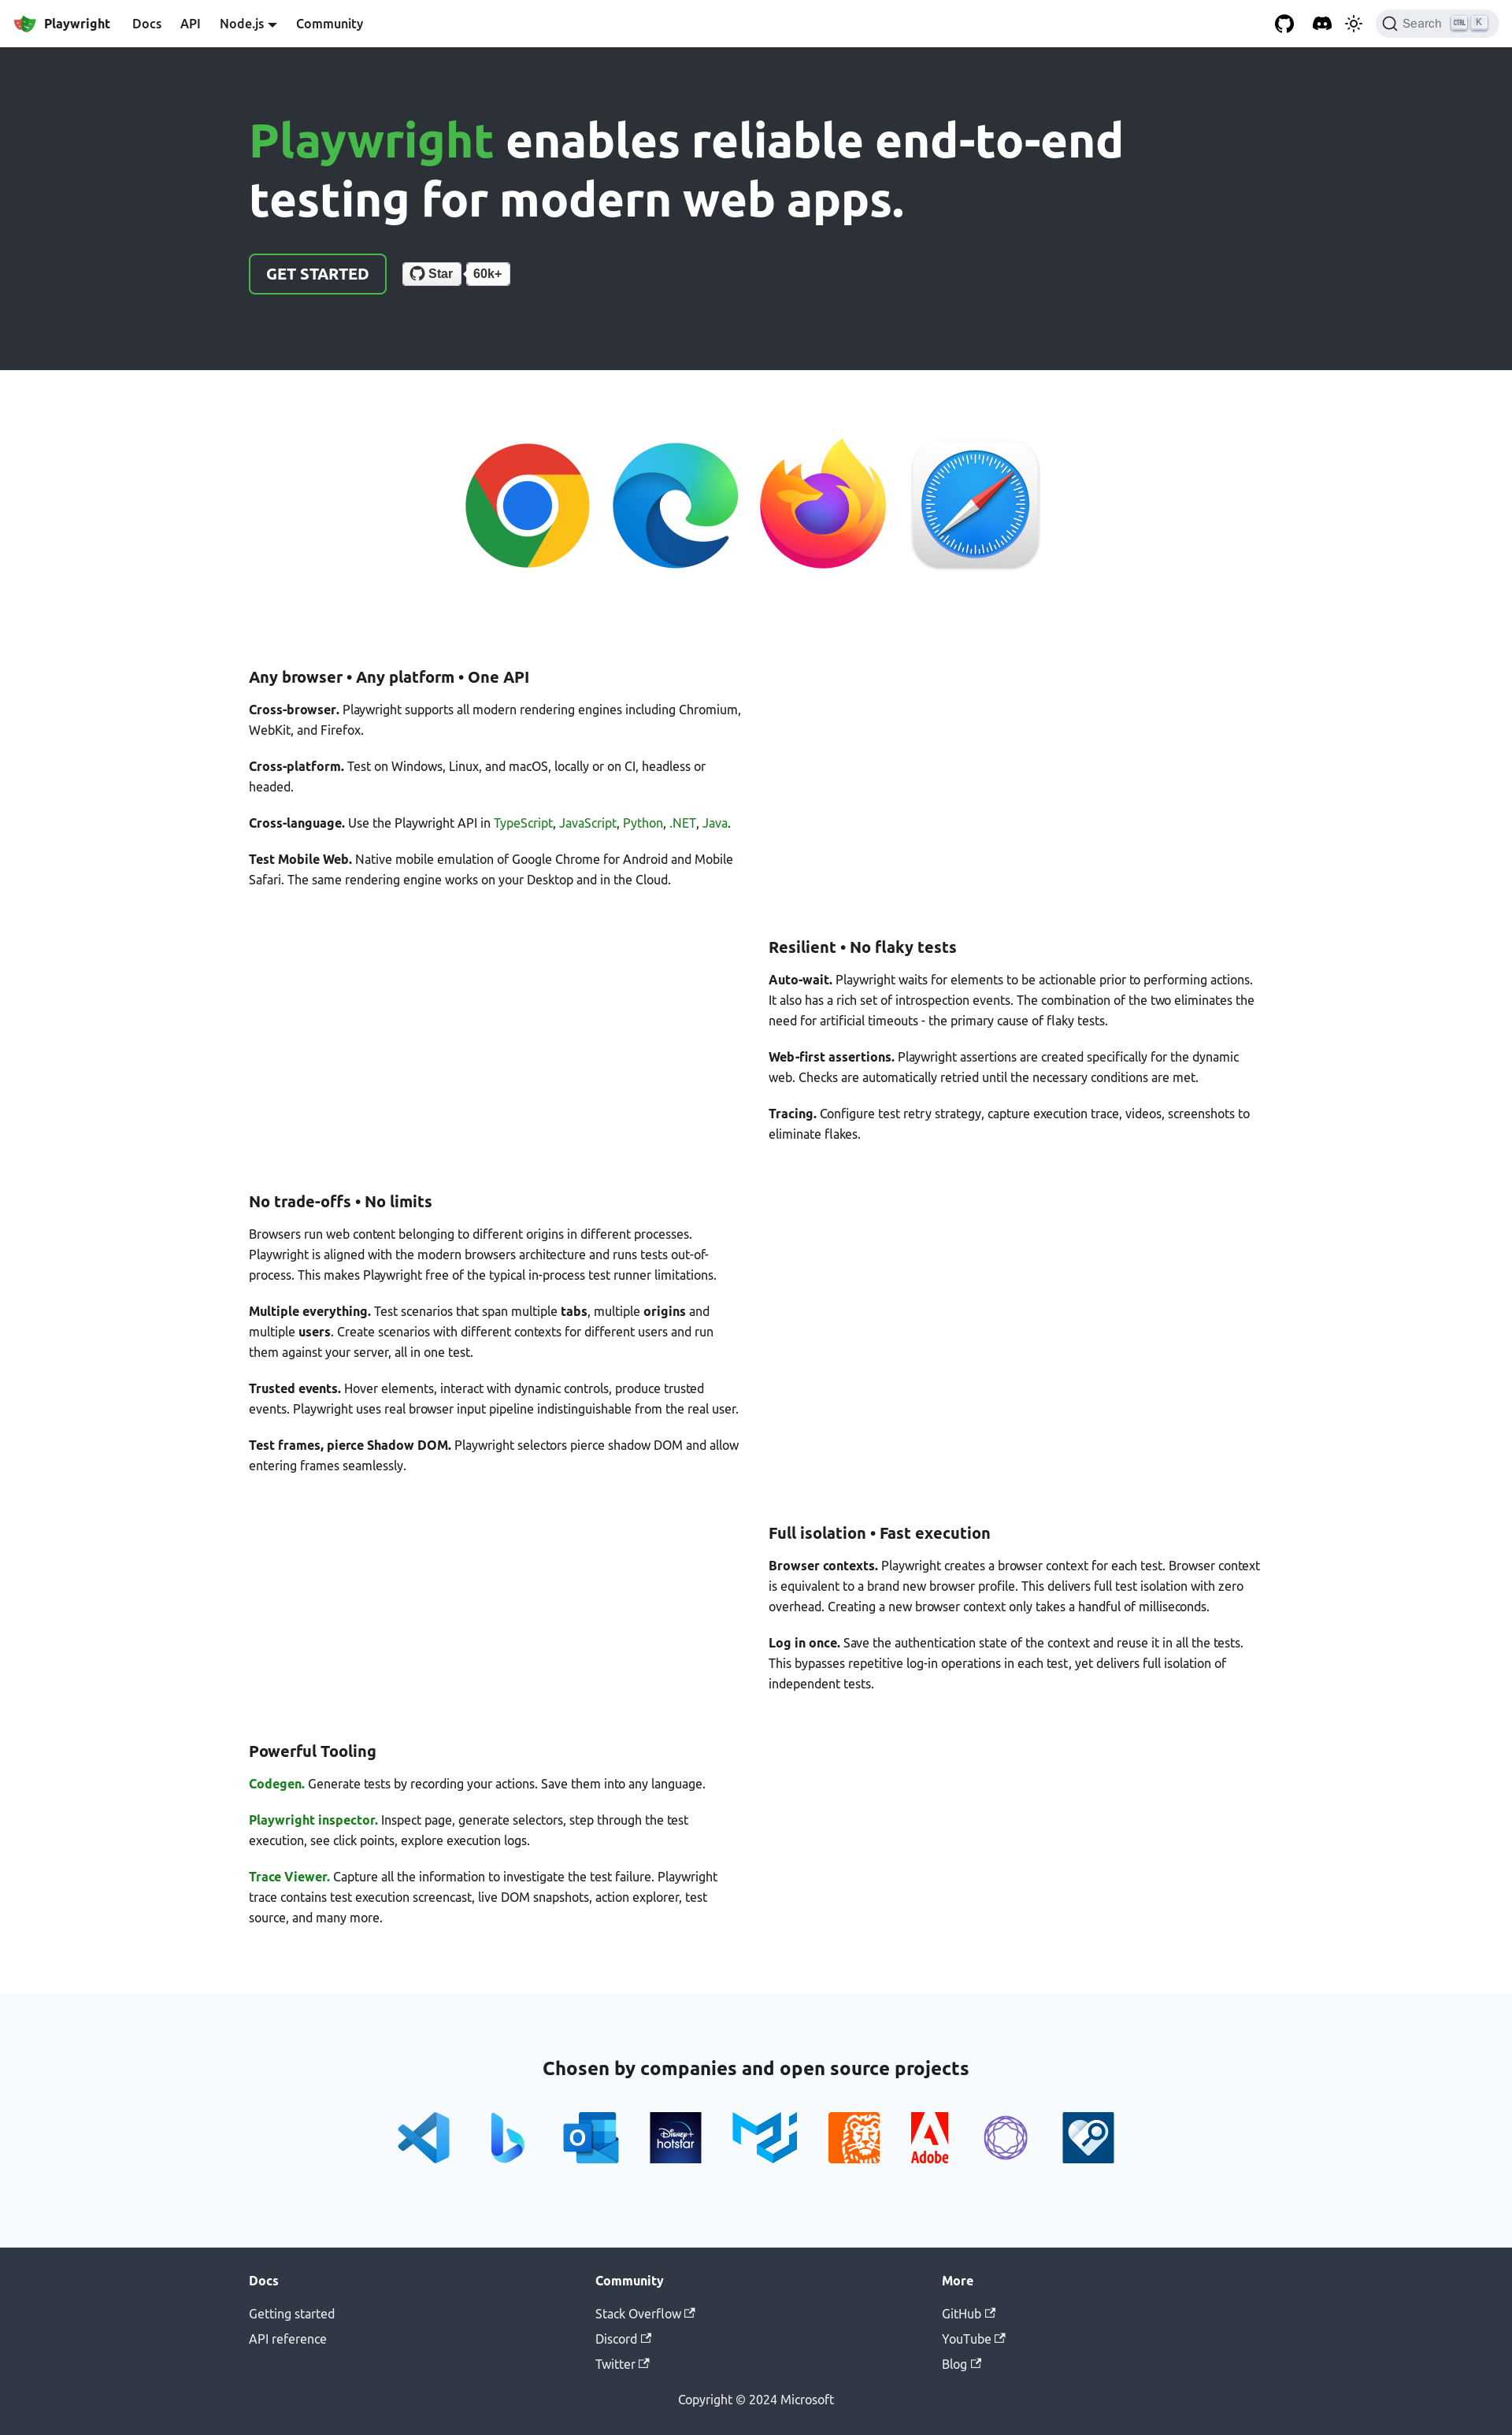 Playwright Docs API Node.js Community Search CTRL K
Playwright enables reliable end-to-end
testing for modern web apps.
GET STARTED Star 60k+
Any browser • Any platform • One API
Cross-browser. Playwright supports all modern rendering engines including Chromium,
WebKit, and Firefox.
Cross-platform. Test on Windows, Linux, and macOS, locally or on CI, headless or
headed.
Cross-language. Use the Playwright API in TypeScript, JavaScript, Python, .NET, Java.
Test Mobile Web. Native mobile emulation of Google Chrome for Android and Mobile
Safari. The same rendering engine works on your Desktop and in the Cloud.
Resilient • No flaky tests
Auto-wait. Playwright waits for elements to be actionable prior to performing actions.
It also has a rich set of introspection events. The combination of the two eliminates the
need for artificial timeouts - the primary cause of flaky tests.
Web-first assertions. Playwright assertions are created specifically for the dynamic
web. Checks are automatically retried until the necessary conditions are met.
Tracing. Configure test retry strategy, capture execution trace, videos, screenshots to
eliminate flakes.
No trade-offs • No limits
Browsers run web content belonging to different origins in different processes.
Playwright is aligned with the modern browsers architecture and runs tests out-of-
process. This makes Playwright free of the typical in-process test runner limitations.
Multiple everything. Test scenarios that span multiple tabs, multiple origins and
multiple users. Create scenarios with different contexts for different users and run
them against your server, all in one test.
Trusted events. Hover elements, interact with dynamic controls, produce trusted
events. Playwright uses real browser input pipeline indistinguishable from the real user.
Test frames, pierce Shadow DOM. Playwright selectors pierce shadow DOM and allow
entering frames seamlessly.
Full isolation • Fast execution
Browser contexts. Playwright creates a browser context for each test. Browser context
is equivalent to a brand new browser profile. This delivers full test isolation with zero
overhead. Creating a new browser context only takes a handful of milliseconds.
Log in once. Save the authentication state of the context and reuse it in all the tests.
This bypasses repetitive log-in operations in each test, yet delivers full isolation of
independent tests.
Powerful Tooling
Codegen. Generate tests by recording your actions. Save them into any language.
Playwright inspector. Inspect page, generate selectors, step through the test
execution, see click points, explore execution logs.
Trace Viewer. Capture all the information to investigate the test failure. Playwright
trace contains test execution screencast, live DOM snapshots, action explorer, test
source, and many more.
Chosen by companies and open source projects
O
Disney+
hotstar
Adobe
Docs
Getting started
API reference
Community
Stack Overflow
Discord
Twitter
More
GitHub
YouTube
Blog
Copyright © 2024 Microsoft